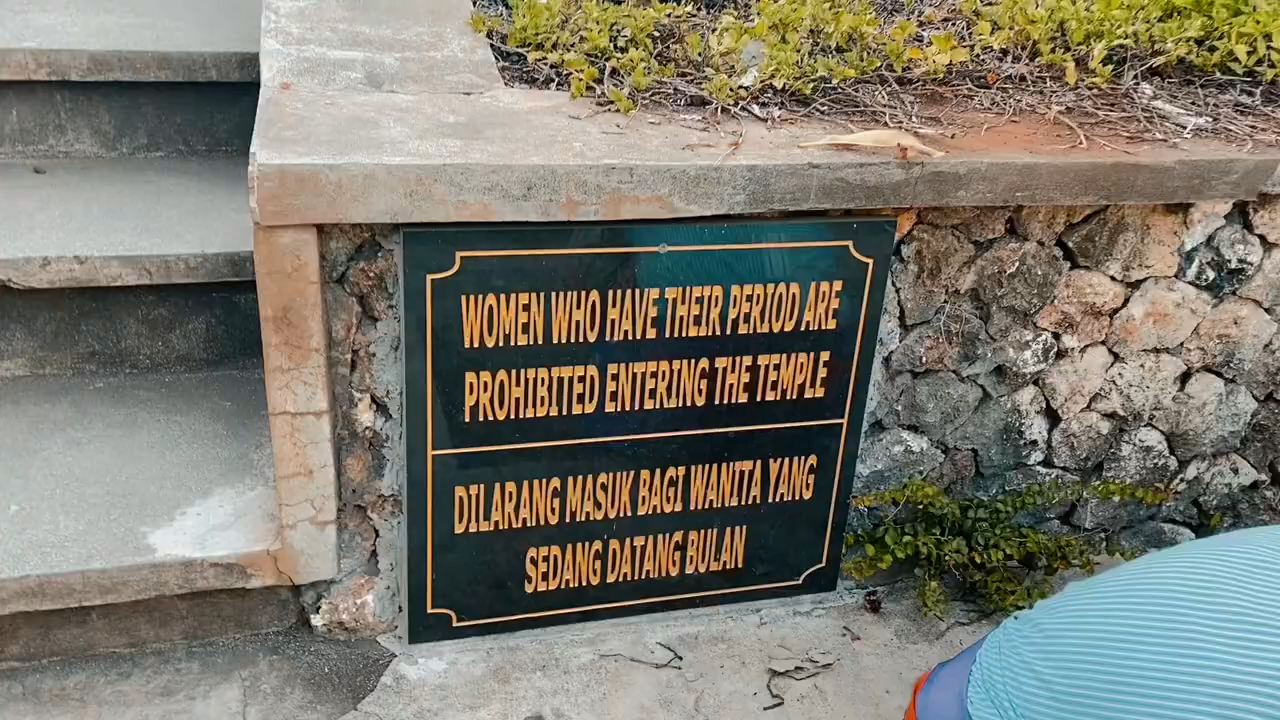 WOMEN WHO HAVE THEIR PERIOD ARE
PROHIBITED ENTERING THE TEMPLE
DILARANG MASUK BAGI WANITA YANG
SEDANG DATANG BULAN